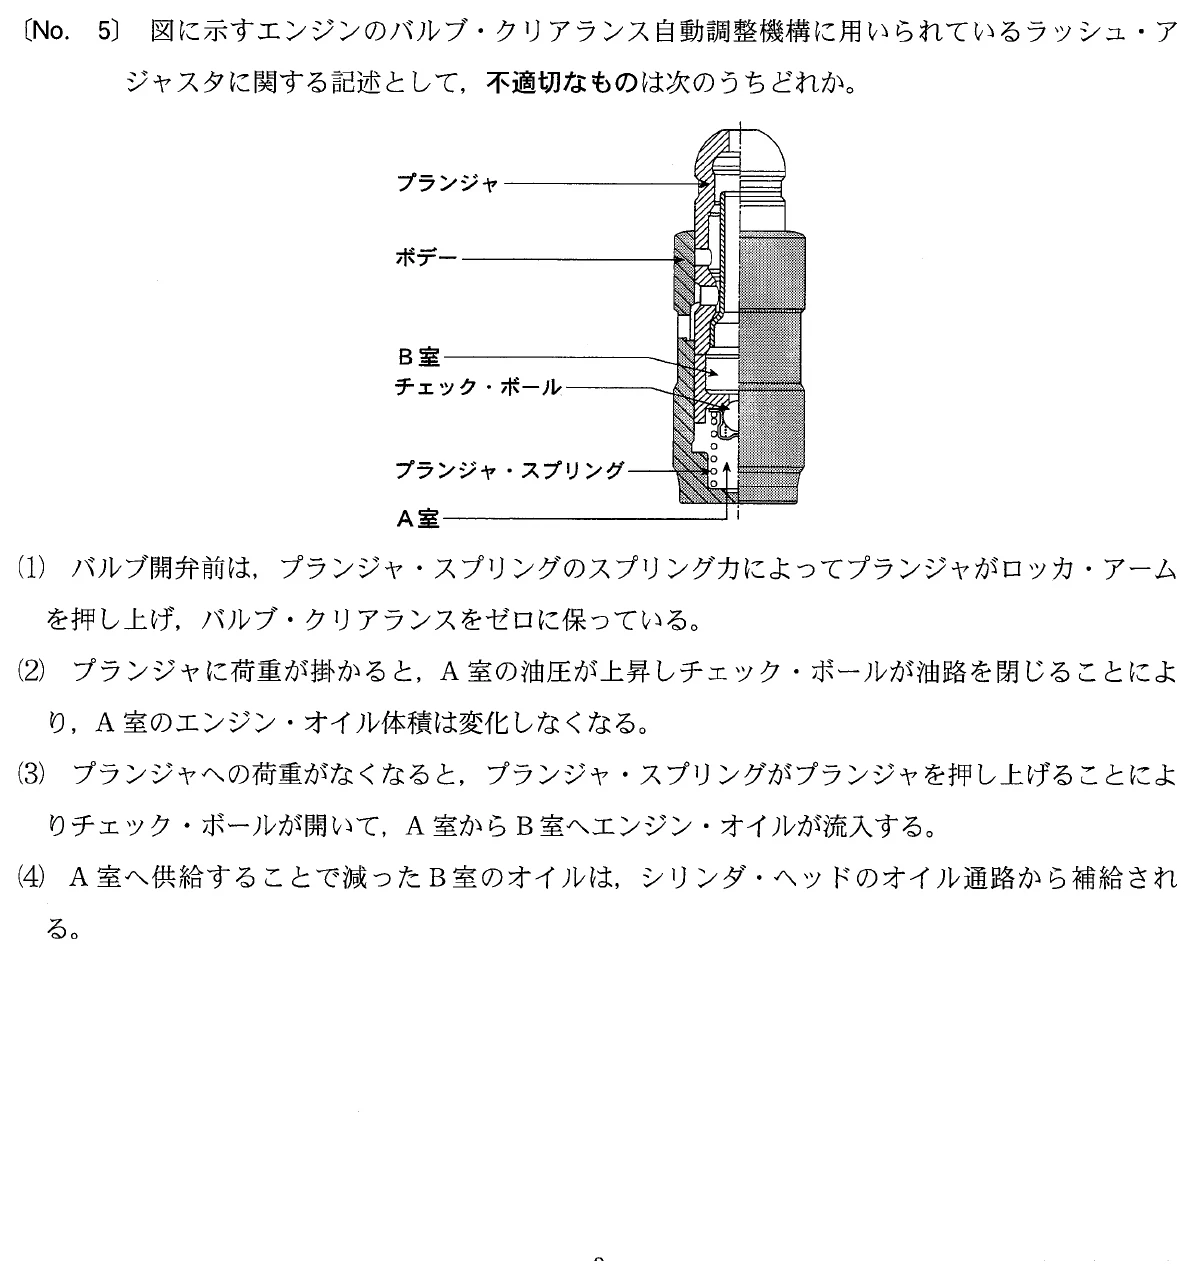 〔No. 5〕 図に示すエンジンのバルブ・クリアランス自動調整機構に用いられているラッシュ・ア
ジャスタに関する記述として，不適切なものは次のうちどれか。
プランジャ
ボデー
B室
チェック・ボール
プランジャ・スプリング
A室
⑴ バルブ開弁前は，プランジャ・スプリングのスプリング力によってプランジャがロッカ・アーム
を押し上げ，バルブ・クリアランスをゼロに保っている。
⑵ プランジャに荷重が掛かると，A室の油圧が上昇しチェック・ボールが油路を閉じることによ
り，A室のエンジン・オイル体積は変化しなくなる。
⑶ プランジャへの荷重がなくなると，プランジャ・スプリングがプランジャを押し上げることによ
りチェック・ボールが開いて，A室からB室へエンジン・オイルが流入する。
⑷ A室へ供給することで減ったB室のオイルは，シリンダ・ヘッドのオイル通路から補給され
る。